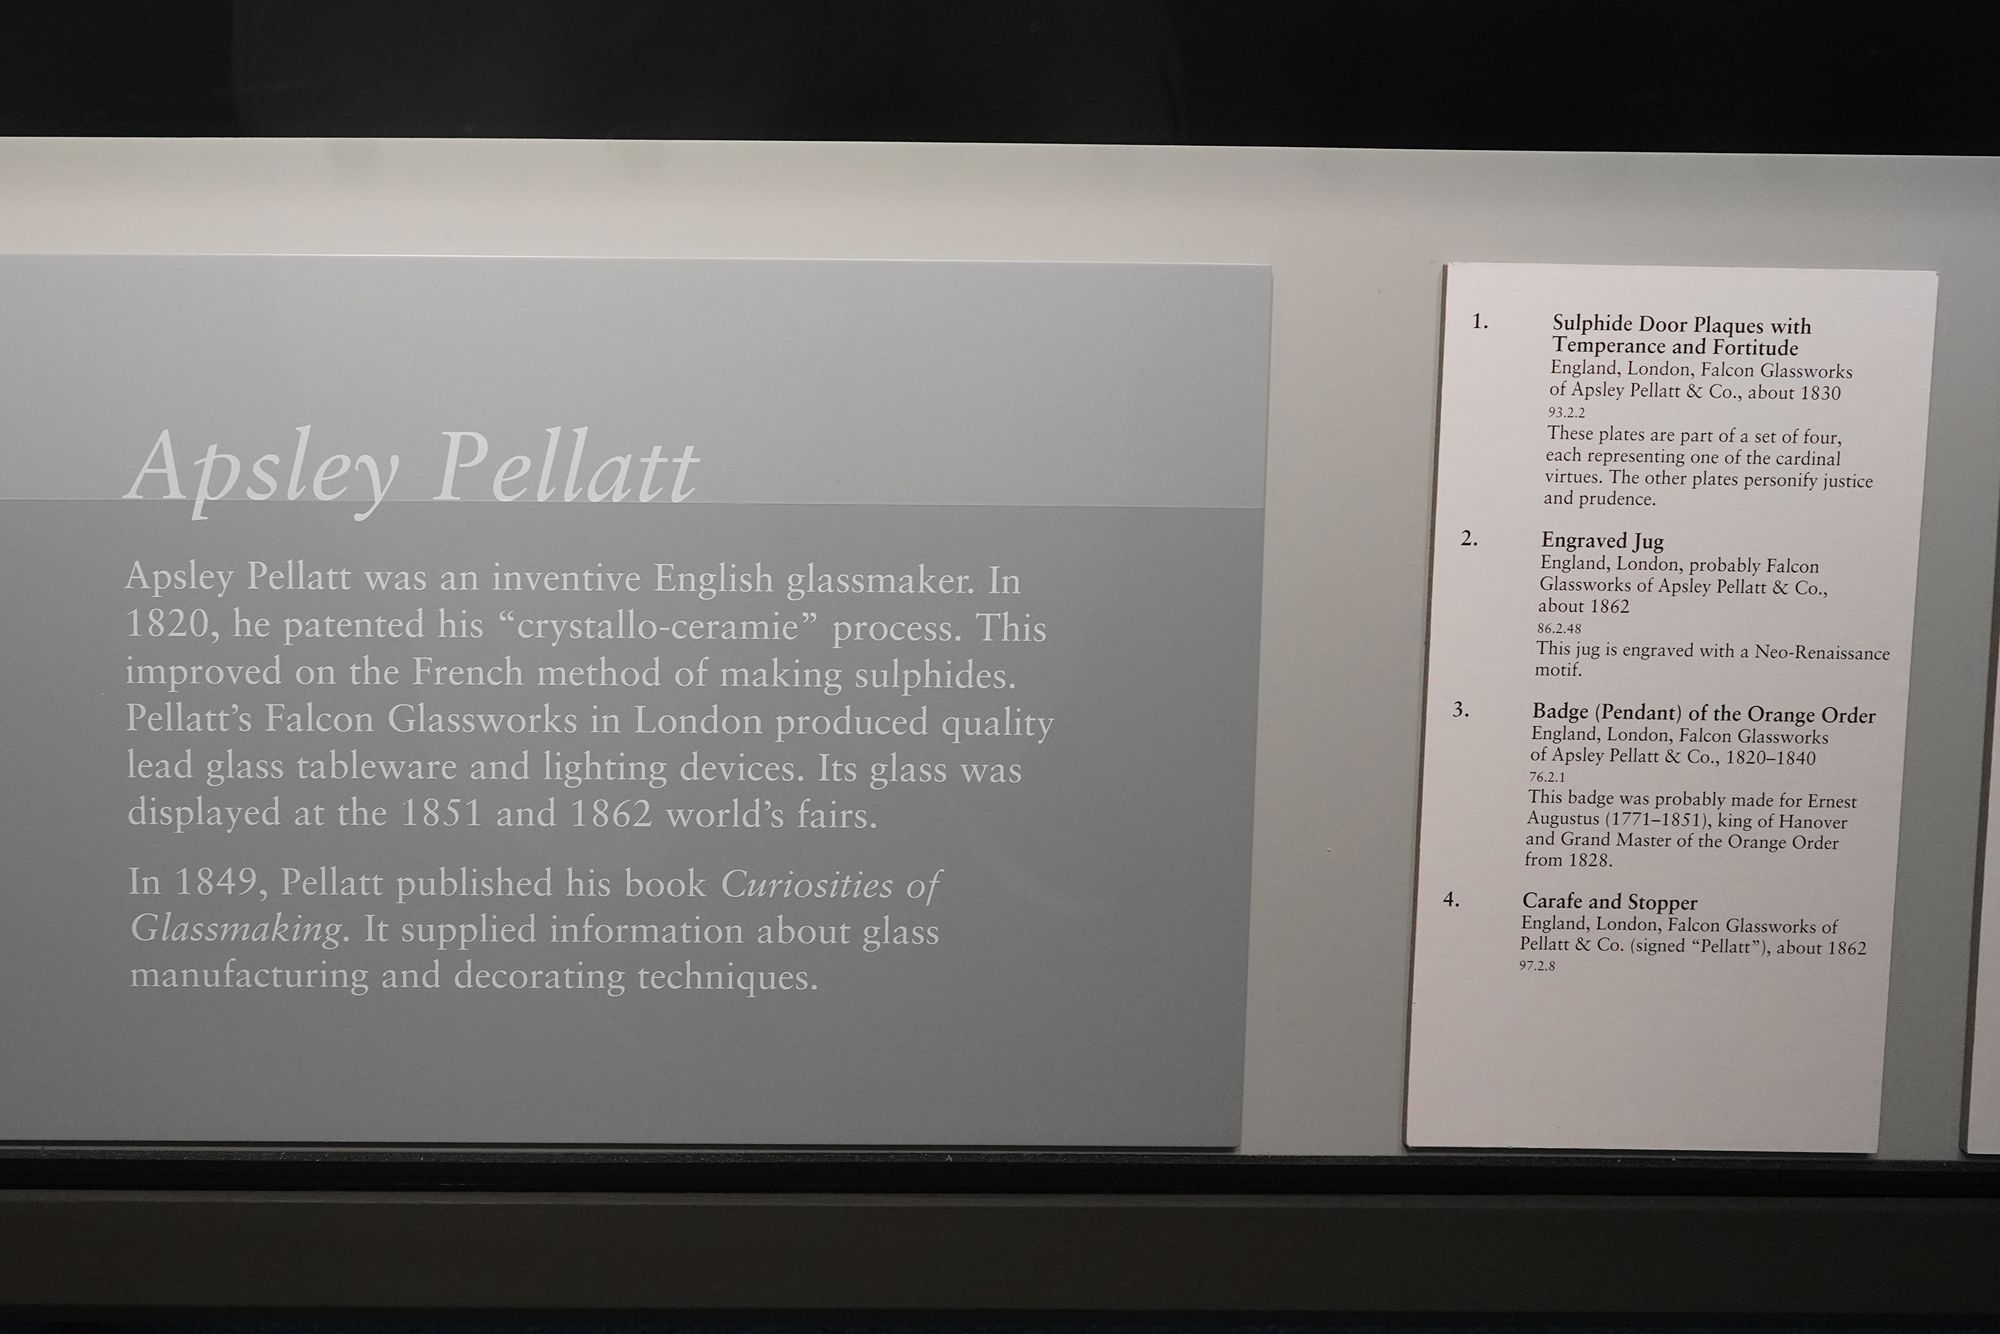 Apsley Pellatt
Apsley Pellatt was an inventive English glassmaker. In
1820, he patented his “crystallo-ceramie” process. This
improved on the French method of making sulphides.
Pellatt’s Falcon Glassworks in London produced quality
lead glass tableware and lighting devices. Its glass was
displayed at the 1851 and 1862 world’s fairs.
In 1849, Pellatt published his book Curiosities of
Glassmaking. It supplied information about glass
manufacturing and decorating techniques.
1. Sulphide Door Plaques with
Temperance and Fortitude
England, London, Falcon Glassworks
of Apsley Pellatt & Co., about 1830
93.2.2
These plates are part of a set of four,
each representing one of the cardinal
virtues. The other plates personify justice
and prudence.
2. Engraved Jug
England, London, probably Falcon
Glassworks of Apsley Pellatt & Co.,
about 1862
86.2.48
This jug is engraved with a Neo-Renaissance
motif.
3. Badge (Pendant) of the Orange Order
England, London, Falcon Glassworks
of Apsley Pellatt & Co., 1820–1840
76.2.1
This badge was probably made for Ernest
Augustus (1771–1851), king of Hanover
and Grand Master of the Orange Order
from 1828.
4. Carafe and Stopper
England, London, Falcon Glassworks of
Pellatt & Co. (signed “Pellatt”), about 1862
97.2.8